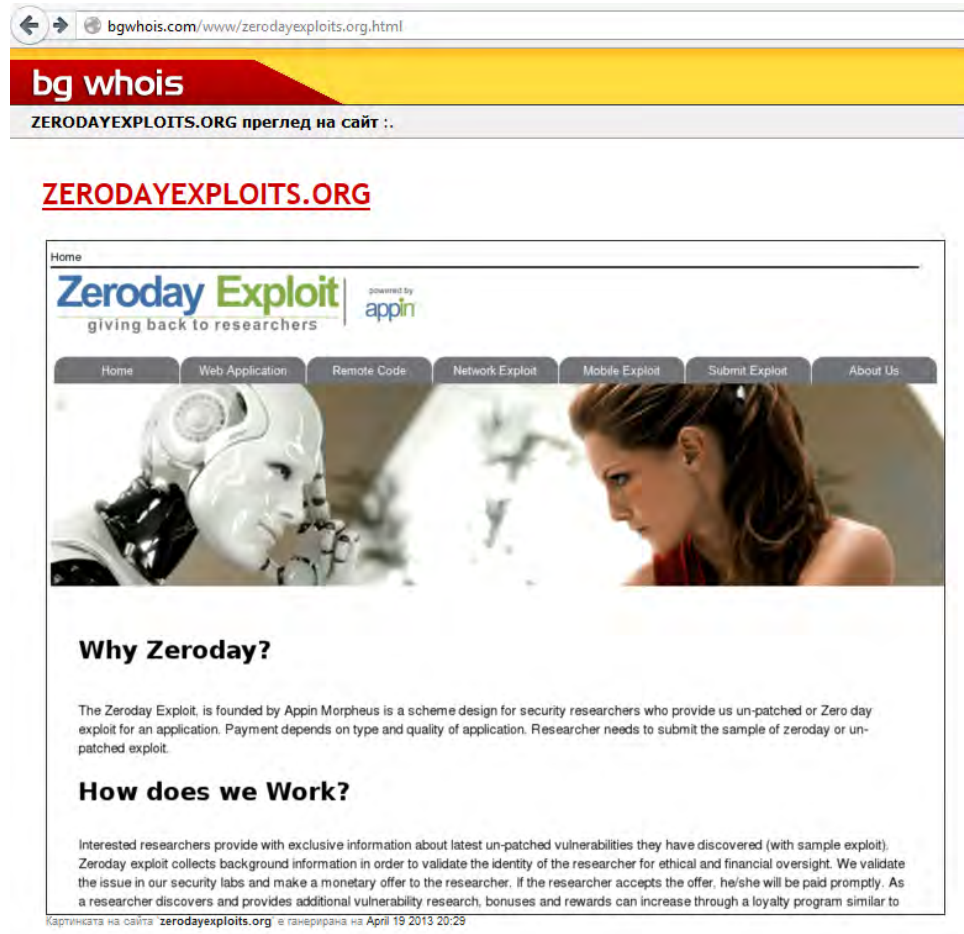 bgwhois.com/www/zerodayexploits.org.html
bg whois
ZERODAYEXPLOITS.ORG преглед на сайт :.
ZERODAYEXPLOITS.ORG
Home
Zeroday Exploit
giving back to researchers
powered by
appin
Home Web Application Remote Code Network Exploit Mobile Exploit Submit Exploit About Us
Why Zeroday?
The Zeroday Exploit, is founded by Appin Morpheus is a scheme design for security researchers who provide us un-patched or Zero day
exploit for an application. Payment depends on type and quality of application. Researcher needs to submit the sample of zeroday or un-
patched exploit.
How does we Work?
Interested researchers provide with exclusive information about latest un-patched vulnerabilities they have discovered (with sample exploit).
Zeroday exploit collects background information in order to validate the identity of the researcher for ethical and financial oversight. We validate
the issue in our security labs and make a monetary offer to the researcher. If the researcher accepts the offer, he/she will be paid promptly. As
a researcher discovers and provides additional vulnerability research, bonuses and rewards can increase through a loyalty program similar to
Картинката на сайта 'zerodayexploits.org' е генерирана на April 19 2013 20:29